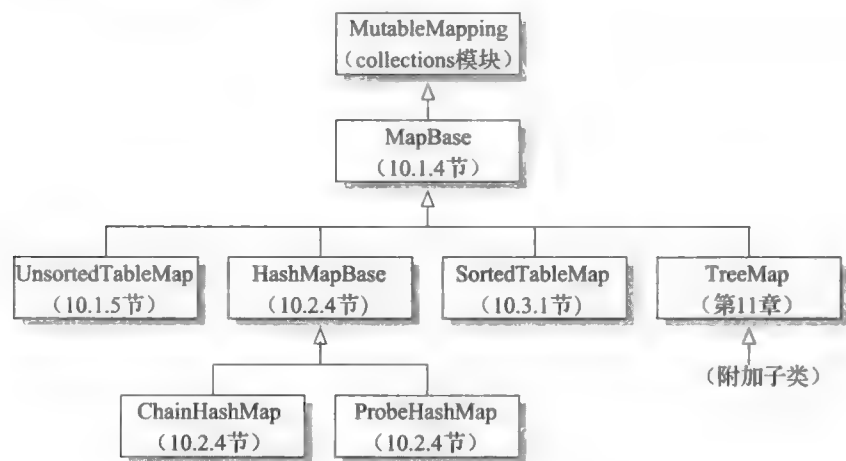 MutableMapping
（collections模块）
MapBase
（10.1.4节）
UnsortedTableMap
（10.1.5节）
HashMapBase
（10.2.4节）
SortedTableMap
（10.3.1节）
TreeMap
（第11章）
（附加子类）
ChainHashMap
（10.2.4节）
ProbeHashMap
（10.2.4节）